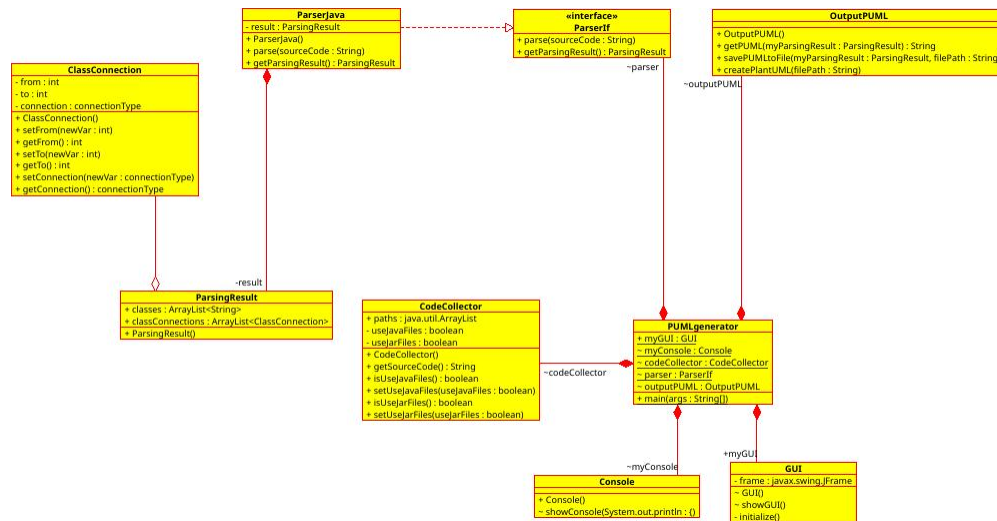 ParserJava
- result : ParsingResult
+ ParserJava()
+ parse(sourceCode : String)
+ getParsingResult() : ParsingResult
«interface»
ParserIf
+ parse(sourceCode : String)
+ getParsingResult() : ParsingResult
~parser
OutputPUML
+ OutputPUML()
+ getPUML(myParsingResult : ParsingResult) : String
+ savePUMLtoFile(myParsingResult : ParsingResult, filePath : String
+ createPlantUML(filePath : String)
~outputPUML
ClassConnection
- from : int
- to : int
- connection : connectionType
+ ClassConnection()
+ setFrom(newVar : int)
+ getFrom() : int
+ setTo(newVar : int)
+ getTo() : int
+ setConnection(newVar : connectionType)
+ getConnection() : connectionType
-result
ParsingResult
+ classes : ArrayList<String>
+ classConnections : ArrayList<ClassConnection>
+ ParsingResult()
CodeCollector
+ paths : java.util.ArrayList
- useJavaFiles : boolean
- useJarFiles : boolean
+ CodeCollector()
+ getSourceCode() : String
+ isUseJavaFiles() : boolean
+ setUseJavaFiles(useJavaFiles : boolean)
+ isUseJarFiles() : boolean
+ setUseJarFiles(useJarFiles : boolean)
~codeCollector
PUMLgenerator
+ myGUI : GUI
~ myConsole : Console
~ codeCollector : CodeCollector
~ parser : ParserIf
~ outputPUML : OutputPUML
+ main(args : String[])
~myConsole
Console
+ Console()
~ showConsole(System.out.println : {)
+myGUI
GUI
- frame : javax.swing.JFrame
~ GUI()
~ showGUI()
- initialize()